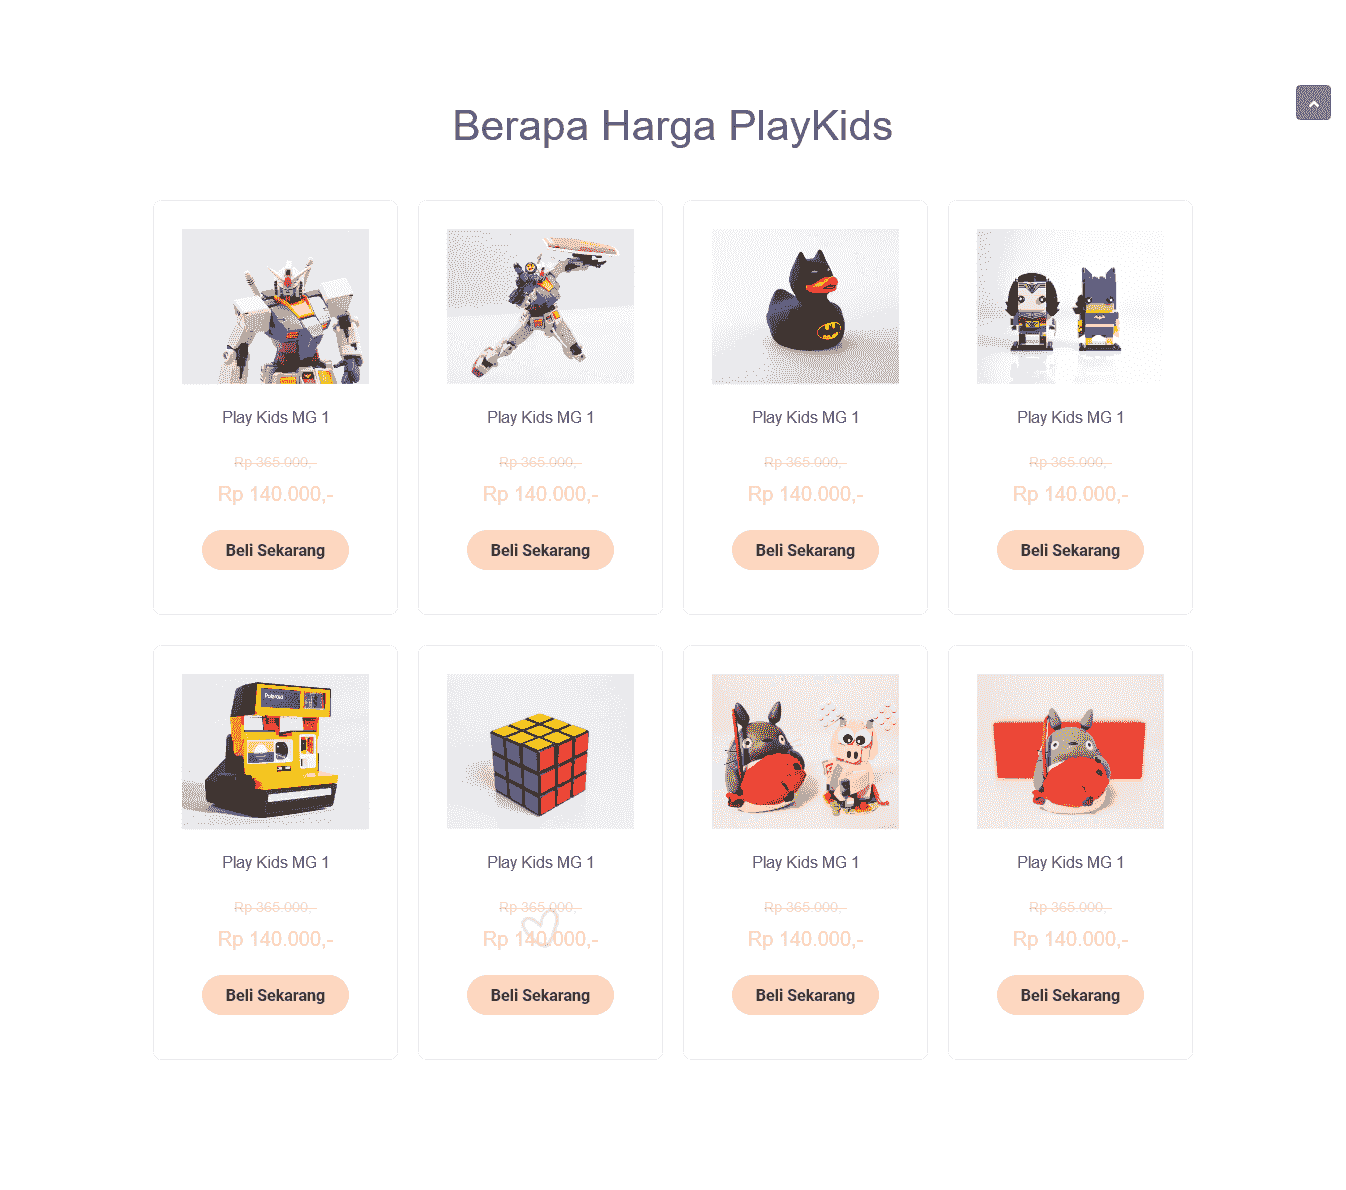 Berapa Harga PlayKids
Play Kids MG 1
Rp 365.000,-
Rp 140.000,-
Beli Sekarang
Play Kids MG 1
Rp 365.000,-
Rp 140.000,-
Beli Sekarang
Play Kids MG 1
Rp 365.000,-
Rp 140.000,-
Beli Sekarang
Play Kids MG 1
Rp 365.000,-
Rp 140.000,-
Beli Sekarang
Polaroid
Play Kids MG 1
Rp 365.000,-
Rp 140.000,-
Beli Sekarang
Play Kids MG 1
Rp 365.000,-
Rp 140.000,-
Beli Sekarang
Play Kids MG 1
Rp 365.000,-
Rp 140.000,-
Beli Sekarang
Play Kids MG 1
Rp 365.000,-
Rp 140.000,-
Beli Sekarang